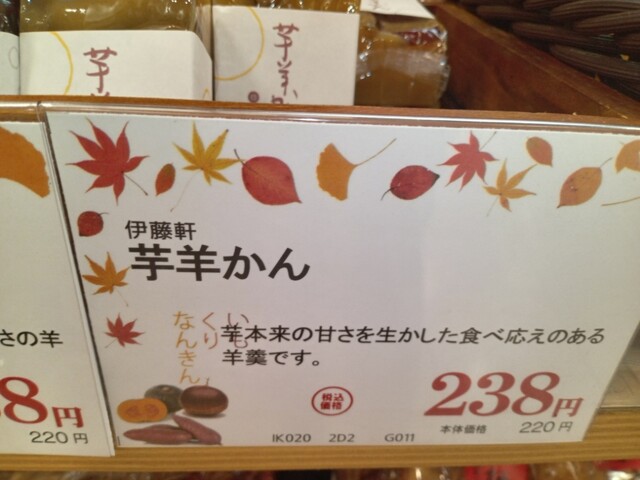 芋羊
芋羊か
伊藤軒
芋羊かん
いも
くり
なんきん
芋本来の甘さを生かした食べ応えのある
羊羹です。
税込
価格
238円
本体価格 220円
IK020 2D2 G011
さの羊
8円
220円